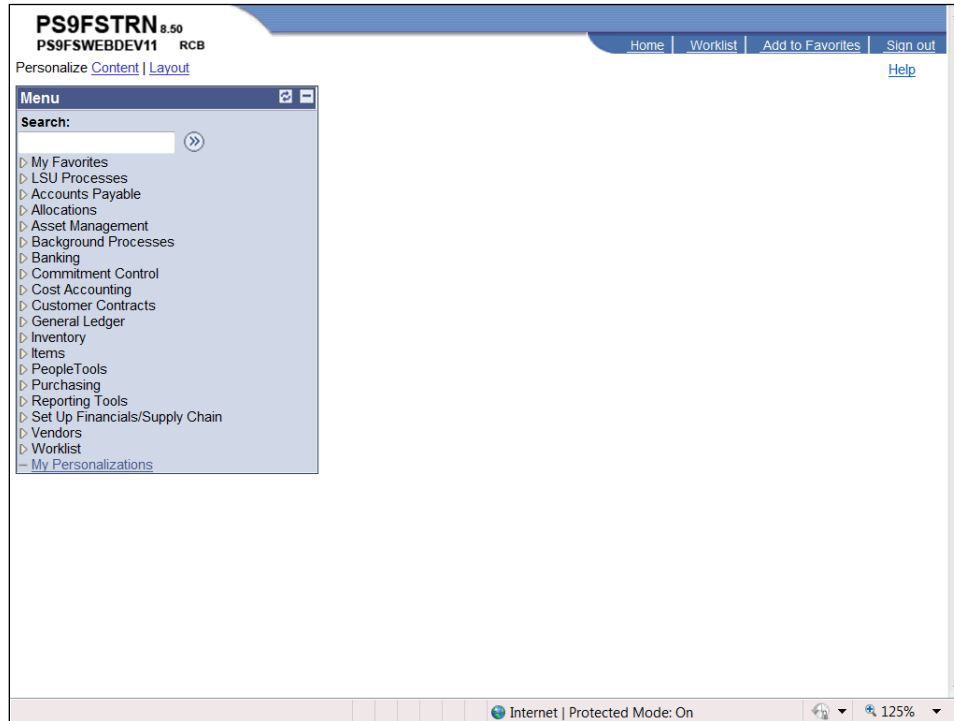 PS9FSTRN 8.50
PS9FSWEBDEV11 RCB
Home Worklist Add to Favorites Sign out
Personalize Content | Layout
Help
Menu
Search:
My Favorites
LSU Processes
Accounts Payable
Allocations
Asset Management
Background Processes
Banking
Commitment Control
Cost Accounting
Customer Contracts
General Ledger
Inventory
Items
PeopleTools
Purchasing
Reporting Tools
Set Up Financials/Supply Chain
Vendors
Worklist
My Personalizations
Internet | Protected Mode: On 125%